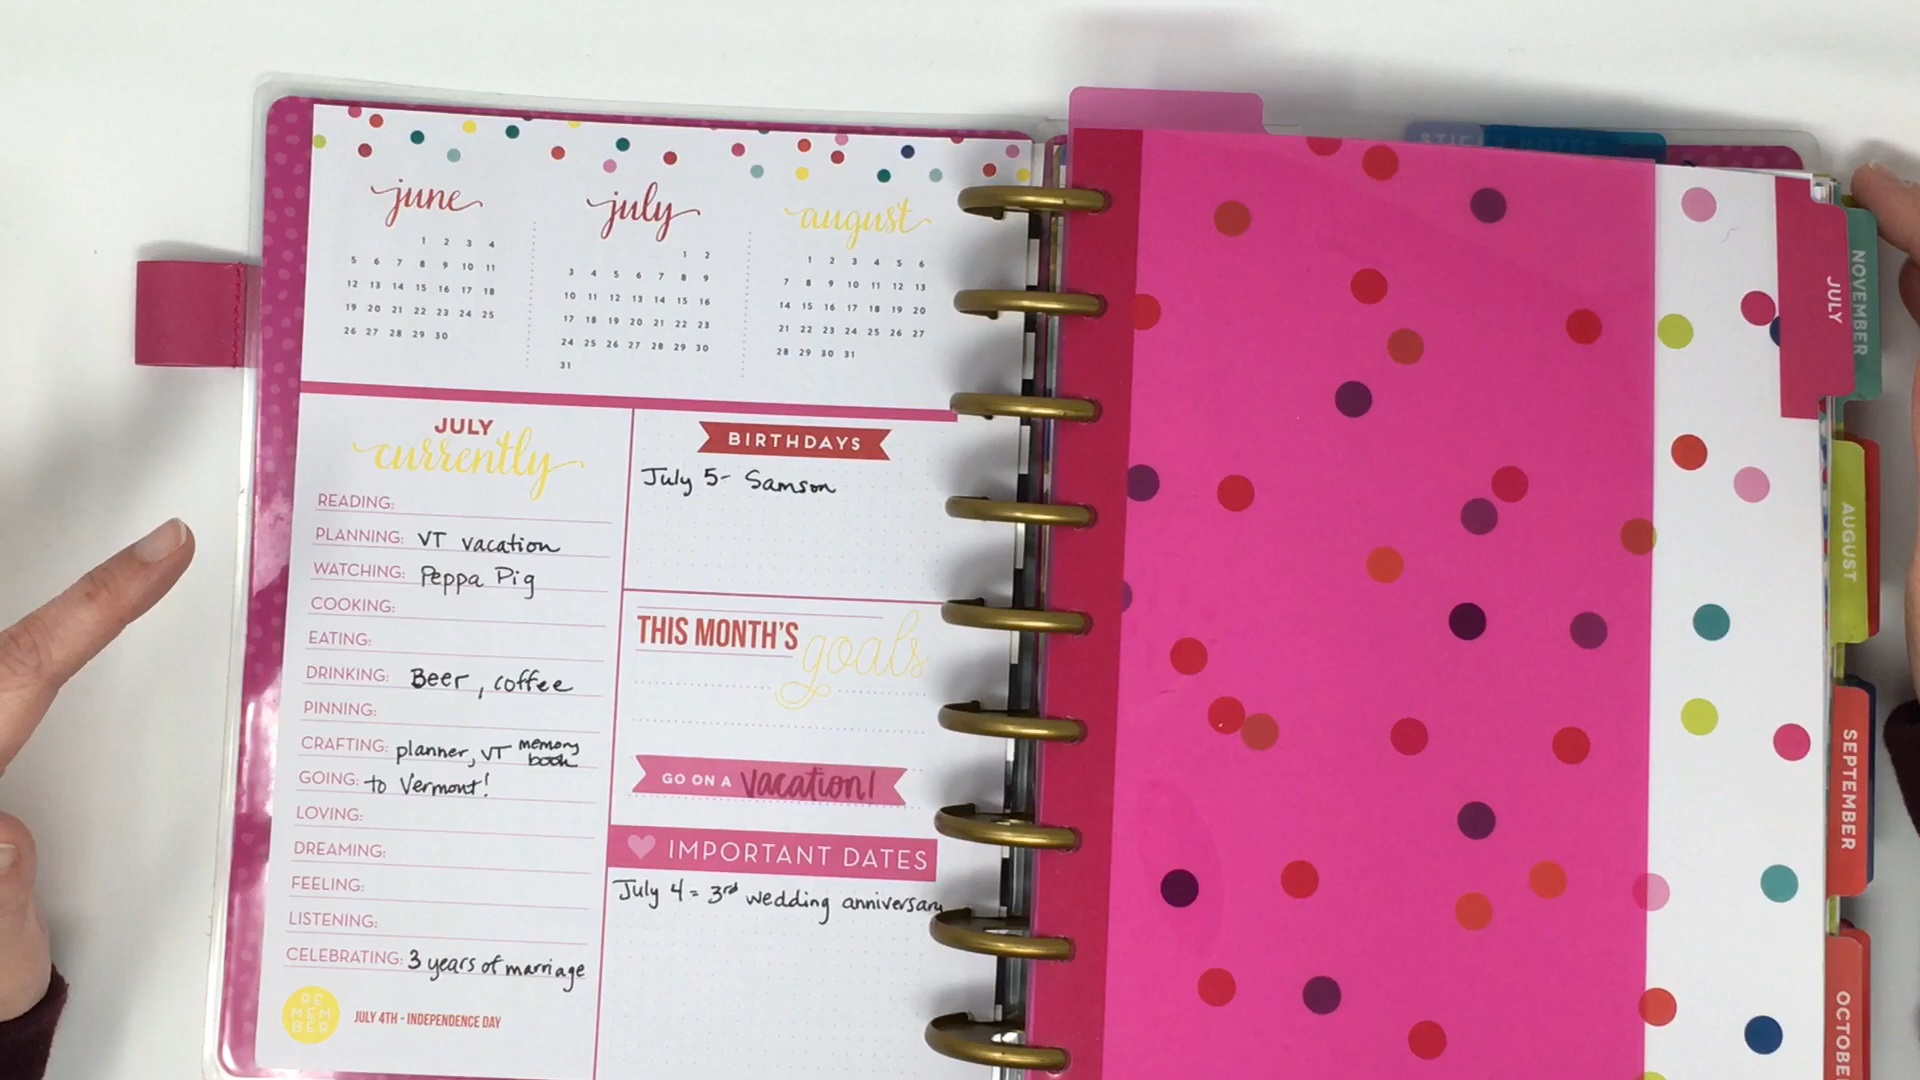 june
1 2 3 4
5 6 7 8 9 10 11
12 13 14 15 16 17 18
19 20 21 22 23 24 25
26 27 28 29 30
july
1 2
3 4 5 6 7 8 9
10 11 12 13 14 15 16
17 18 19 20 21 22 23
24 25 26 27 28 29 30
31
august
1 2 3 4 5 6
7 8 9 10 11 12 13
14 15 16 17 18 19 20
21 22 23 24 25 26 27
28 29 30 31
JULY
currently
READING:
PLANNING: VT vacation
WATCHING: Peppa Pig
COOKING:
EATING:
DRINKING: Beer, coffee
PINNING:
CRAFTING: planner, VT memory book
GOING: to Vermont!
LOVING:
DREAMING:
FEELING:
LISTENING:
CELEBRATING: 3 years of marriage
RE
MEM
BER
JULY 4TH - INDEPENDENCE DAY
BIRTHDAYS
July 5- Samson
THIS MONTH'S goals
GO ON A vacation!
IMPORTANT DATES
July 4 = 3rd wedding anniversary
JULY
NOVEMBER
AUGUST
SEPTEMBER
OCTOBE